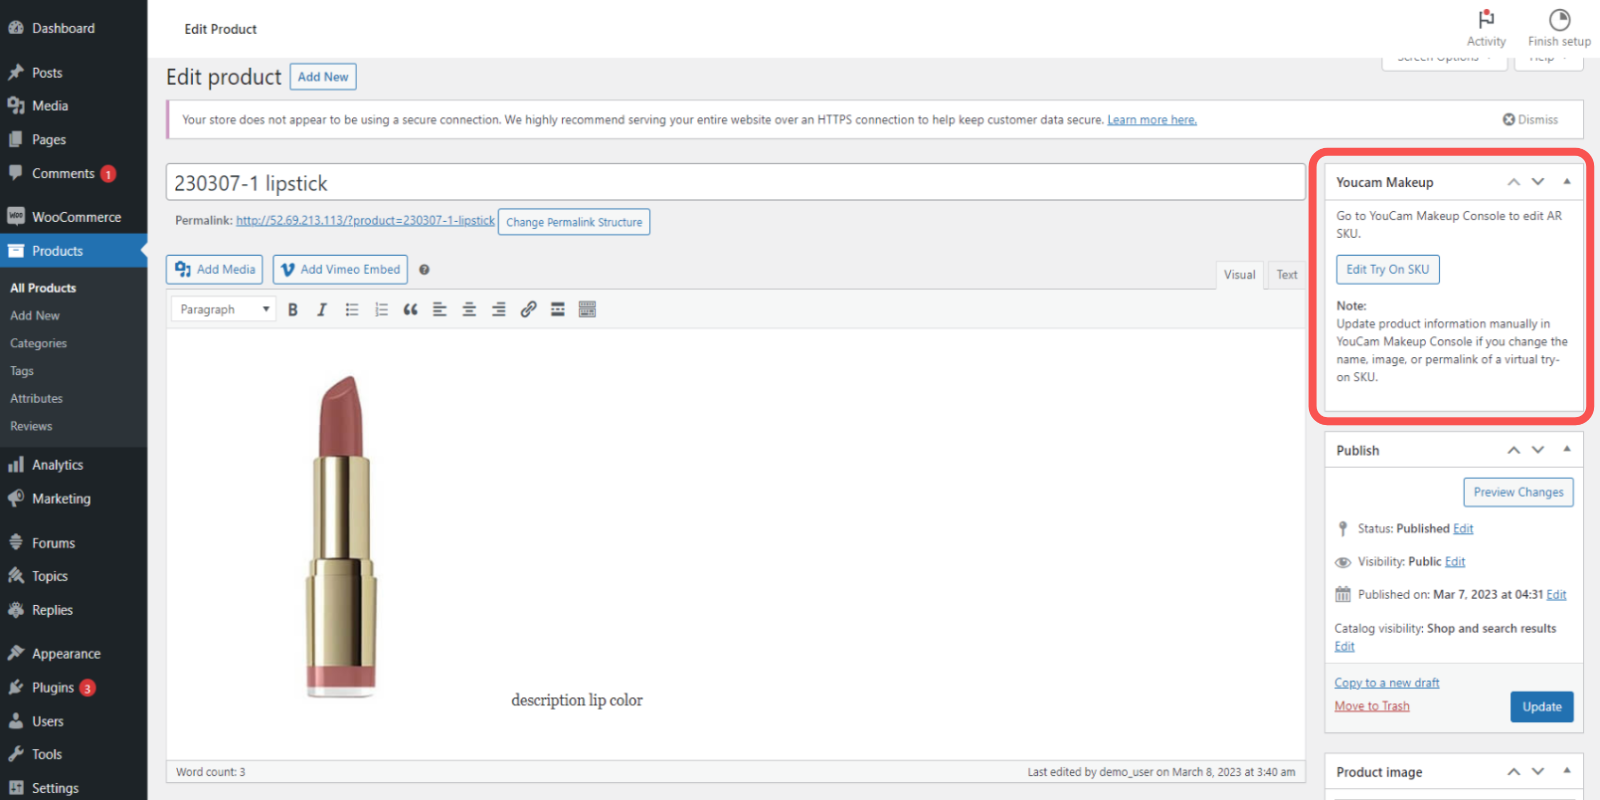 Dashboard
Posts
Media
Pages
Comments 1
WooCommerce
Products
All Products
Add New
Categories
Tags
Attributes
Reviews
Analytics
Marketing
Forums
Topics
Replies
Appearance
Plugins 3
Users
Tools
Settings
Edit Product
Activity
Finish setup
Screen Options
Help
Edit product
Add New
Your store does not appear to be using a secure connection. We highly recommend serving your entire website over an HTTPS connection to help keep customer data secure. Learn more here.
Dismiss
230307-1 lipstick
Permalink: http://52.69.213.113/?product=230307-1-lipstick Change Permalink Structure
Add Media
Add Vimeo Embed
Visual
Text
Paragraph
B I
description lip color
Word count: 3
Last edited by demo_user on March 8, 2023 at 3:40 am
Youcam Makeup
Go to YouCam Makeup Console to edit AR
SKU.
Edit Try On SKU
Note:
Update product information manually in
YouCam Makeup Console if you change the
name, image, or permalink of a virtual try-
on SKU.
Publish
Preview Changes
Status: Published Edit
Visibility: Public Edit
Published on: Mar 7, 2023 at 04:31 Edit
Catalog visibility: Shop and search results
Edit
Copy to a new draft
Move to Trash
Update
Product image